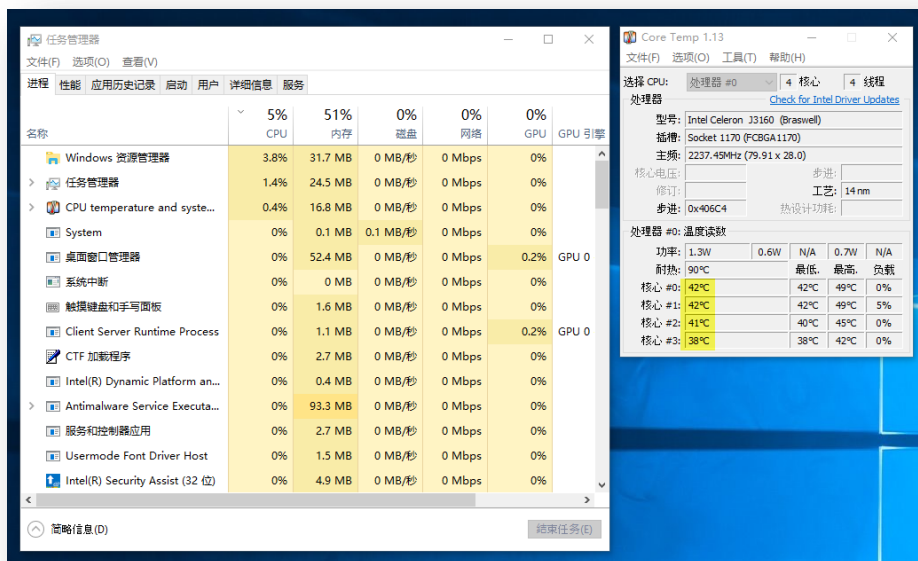 任务管理器
文件(F) 选项(O) 查看(V)
进程 性能 应用历史记录 启动 用户 详细信息 服务
5% 51% 0% 0% 0%
名称 CPU 内存 磁盘 网络 GPU GPU 引擎
Windows 资源管理器 3.8% 31.7 MB 0 MB/秒 0 Mbps 0%
任务管理器 1.4% 24.5 MB 0 MB/秒 0 Mbps 0%
CPU temperature and syste... 0.4% 16.8 MB 0 MB/秒 0 Mbps 0%
System 0% 0.1 MB 0.1 MB/秒 0 Mbps 0%
桌面窗口管理器 0% 52.4 MB 0 MB/秒 0 Mbps 0.2% GPU 0
系统中断 0% 0 MB 0 MB/秒 0 Mbps 0%
触摸键盘和手写面板 0% 1.6 MB 0 MB/秒 0 Mbps 0%
Client Server Runtime Process 0% 1.1 MB 0 MB/秒 0 Mbps 0.2% GPU 0
CTF 加载程序 0% 2.7 MB 0 MB/秒 0 Mbps 0%
Intel(R) Dynamic Platform an... 0% 0.4 MB 0 MB/秒 0 Mbps 0%
Antimalware Service Executa... 0% 93.3 MB 0 MB/秒 0 Mbps 0%
服务和控制器应用 0% 2.7 MB 0 MB/秒 0 Mbps 0%
Usermode Font Driver Host 0% 1.5 MB 0 MB/秒 0 Mbps 0%
Intel(R) Security Assist (32 位) 0% 4.9 MB 0 MB/秒 0 Mbps 0%
简略信息(D) 结束任务(E)
Core Temp 1.13
文件(F) 选项(O) 工具(T) 帮助(H)
选择 CPU: 处理器 #0 4 核心 4 线程
处理器 Check for Intel Driver Updates
型号: Intel Celeron J3160 (Braswell)
插槽: Socket 1170 (FCBGA1170)
主频: 2237.45MHz (79.91 x 28.0)
核心电压: 步进:
修订: 工艺: 14 nm
步进: 0x406C4 热设计功耗:
处理器 #0: 温度读数
功率: 1.3W 0.6W N/A 0.7W N/A
耐热: 90℃ 最低. 最高. 负载
核心 #0: 42℃ 42℃ 49℃ 0%
核心 #1: 42℃ 42℃ 49℃ 5%
核心 #2: 41℃ 40℃ 45℃ 0%
核心 #3: 38℃ 38℃ 42℃ 0%